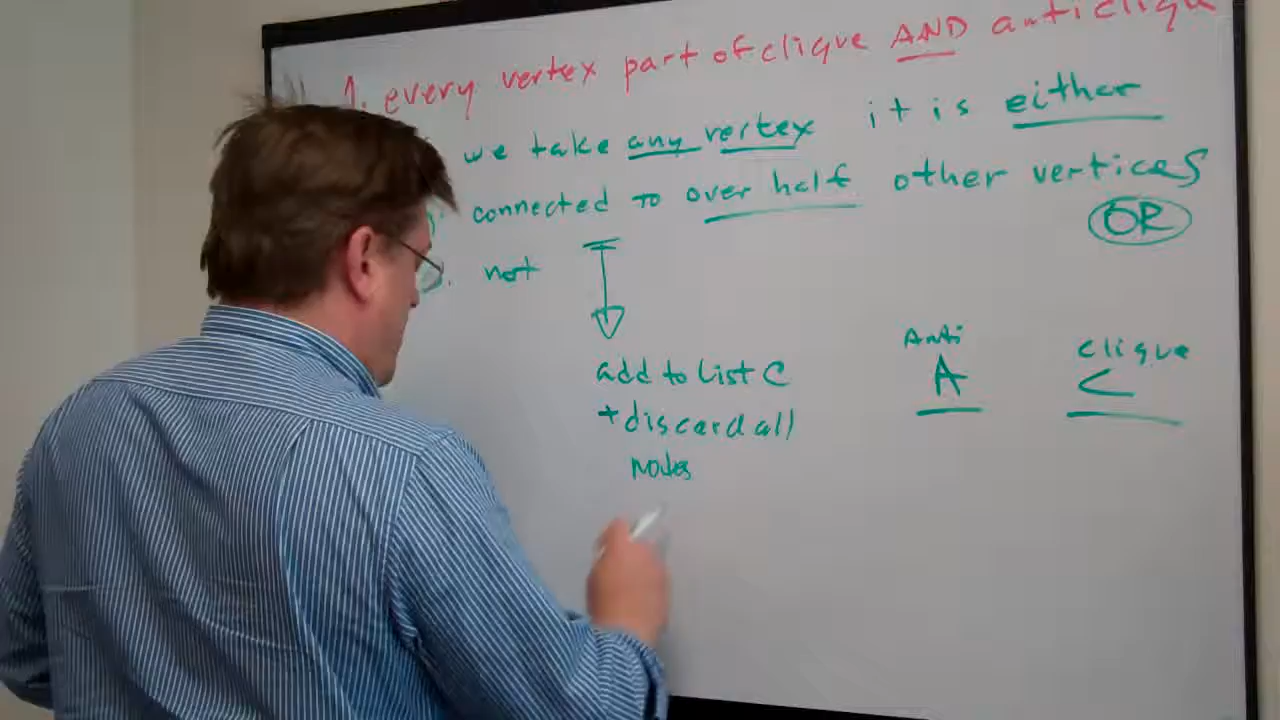 1. every vertex part of clique AND anticliqu
we take any vertex it is either
connected to over half other vertices
OR
not
add to List C
+discard all
nodes
Anti
A
clique
C